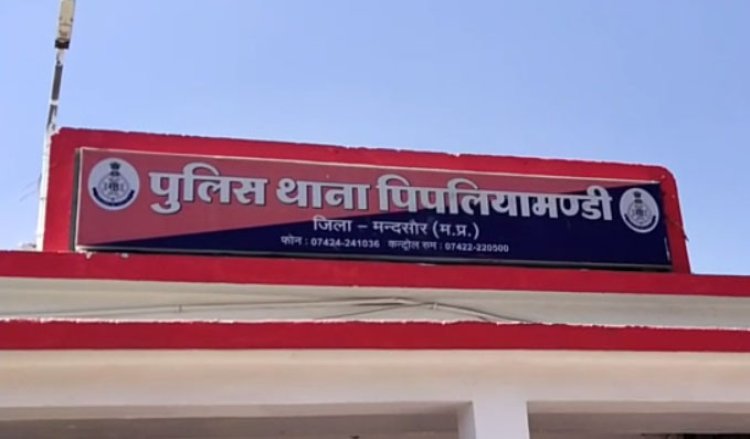 पुलिस थाना पिपलियामण्डी
जिला – मन्दसौर (म.प्र.)
फोन : 07424-241036 कन्ट्रोल रुम : 07422-220500